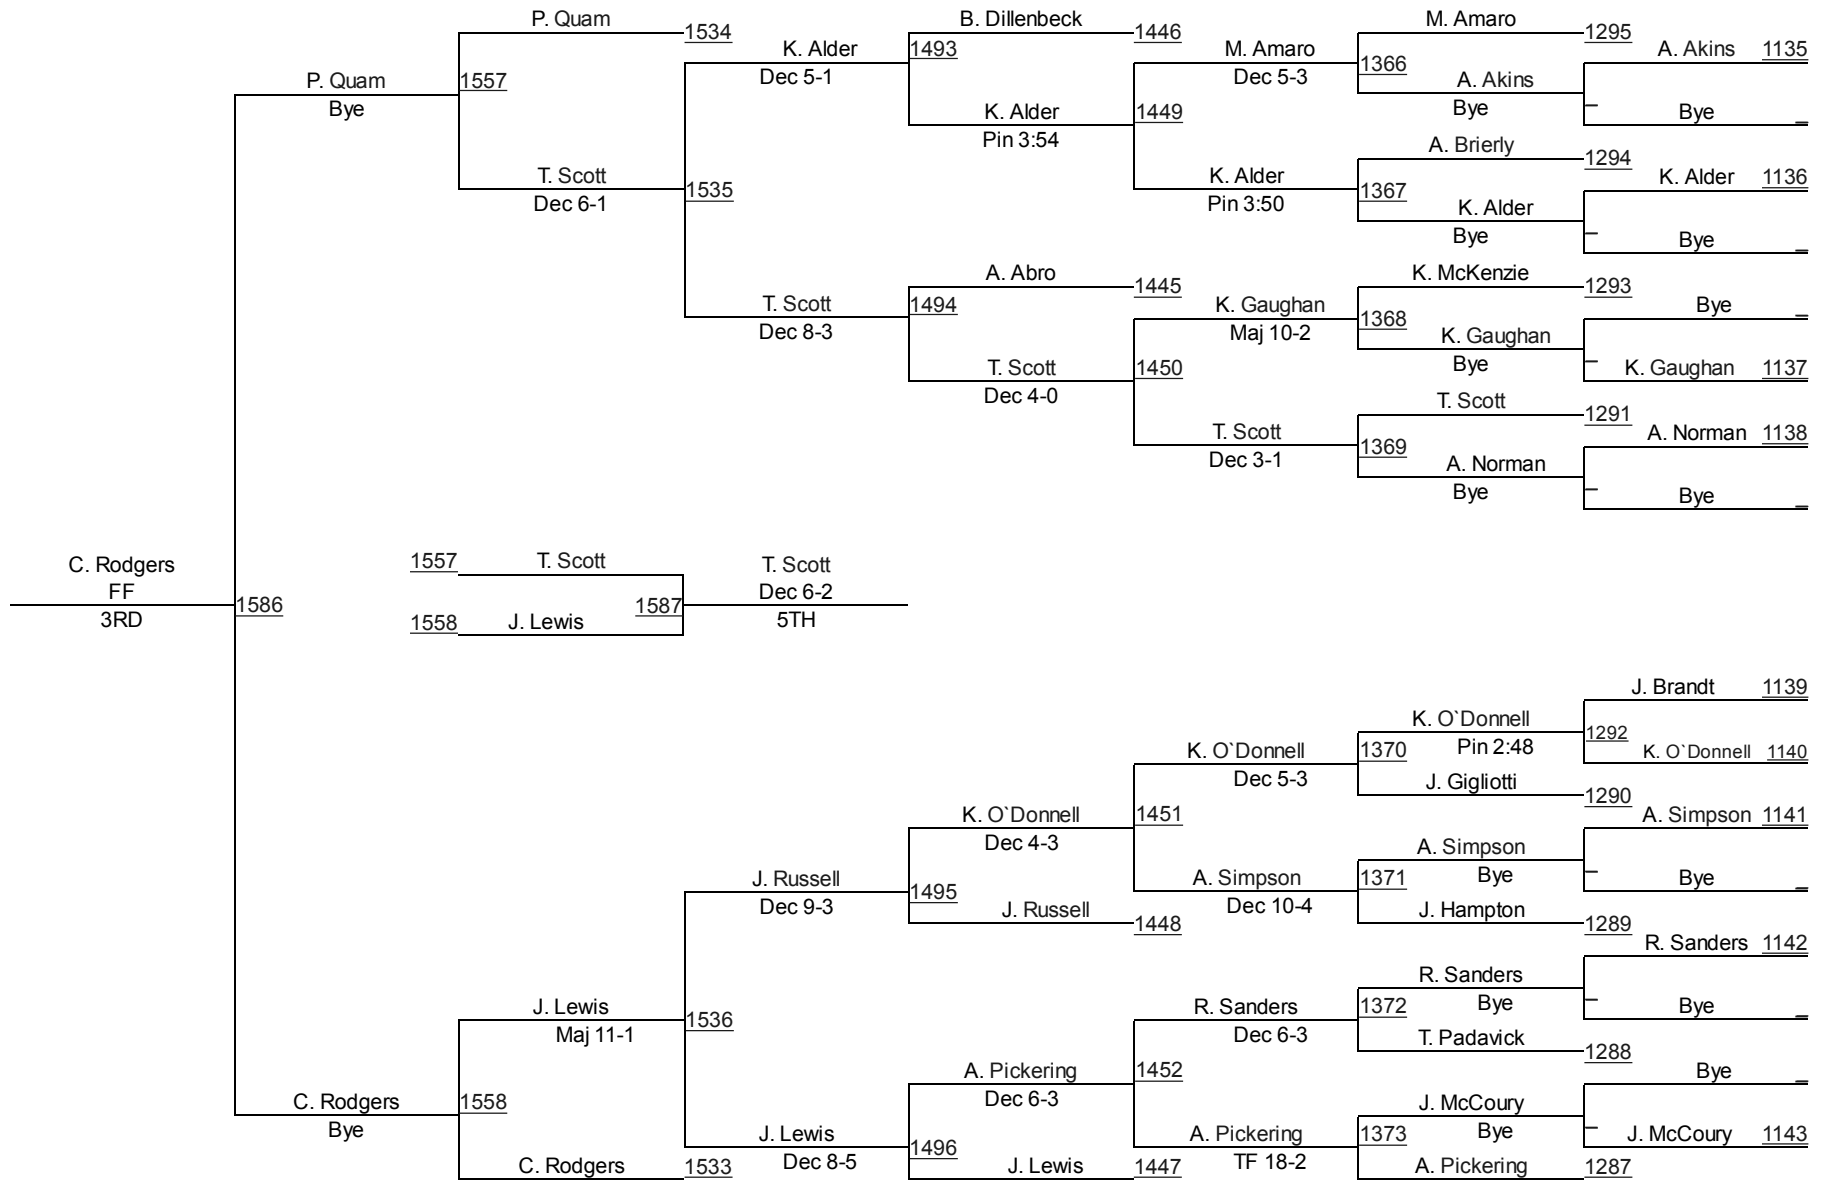 P. Quam
B. Dillenbeck
M. Amaro
1534
1446
1295
K. Alder
1493
M. Amaro
A. Akins 1135
Dec 5-1
Dec 5-3
1366
P. Quam
1557
A. Akins
Bye
Bye
K. Alder
1449
Bye _
Pin 3:54
A. Brierly
1294
T. Scott
1535
K. Alder
1367
K. Alder 1136
Dec 6-1
Pin 3:50
K. Alder
Bye
Bye _
A. Abro
1445
K. McKenzie
1293
T. Scott
1494
K. Gaughan
1368
Bye _
Dec 8-3
Maj 10-2
K. Gaughan
Bye
T. Scott
1450
K. Gaughan 1137
Dec 4-0
T. Scott
1291
T. Scott
1369
A. Norman 1138
Dec 3-1
A. Norman
Bye
Bye _
C. Rodgers
FF
3RD
1586
1557 T. Scott
1558 J. Lewis
1587
T. Scott
Dec 6-2
5TH
J. Brandt 1139
K. O`Donnell
Pin 2:48
1292
K. O`Donnell
1370
K. O`Donnell 1140
Dec 5-3
J. Gigliotti
1290
K. O`Donnell
1451
A. Simpson 1141
Dec 4-3
A. Simpson
Bye
J. Russell
1495
A. Simpson
1371
Bye _
Dec 9-3
Dec 10-4
J. Russell
1448
J. Hampton
1289
R. Sanders 1142
R. Sanders
Bye
J. Lewis
1536
R. Sanders
1372
Bye _
Maj 11-1
Dec 6-3
T. Padavick
1288
A. Pickering
1452
Bye _
Dec 6-3
C. Rodgers
1558
J. McCoury
Bye
Bye
J. Lewis
1496
A. Pickering
1373
J. McCoury 1143
Dec 8-5
TF 18-2
C. Rodgers
1533
J. Lewis
1447
A. Pickering
1287